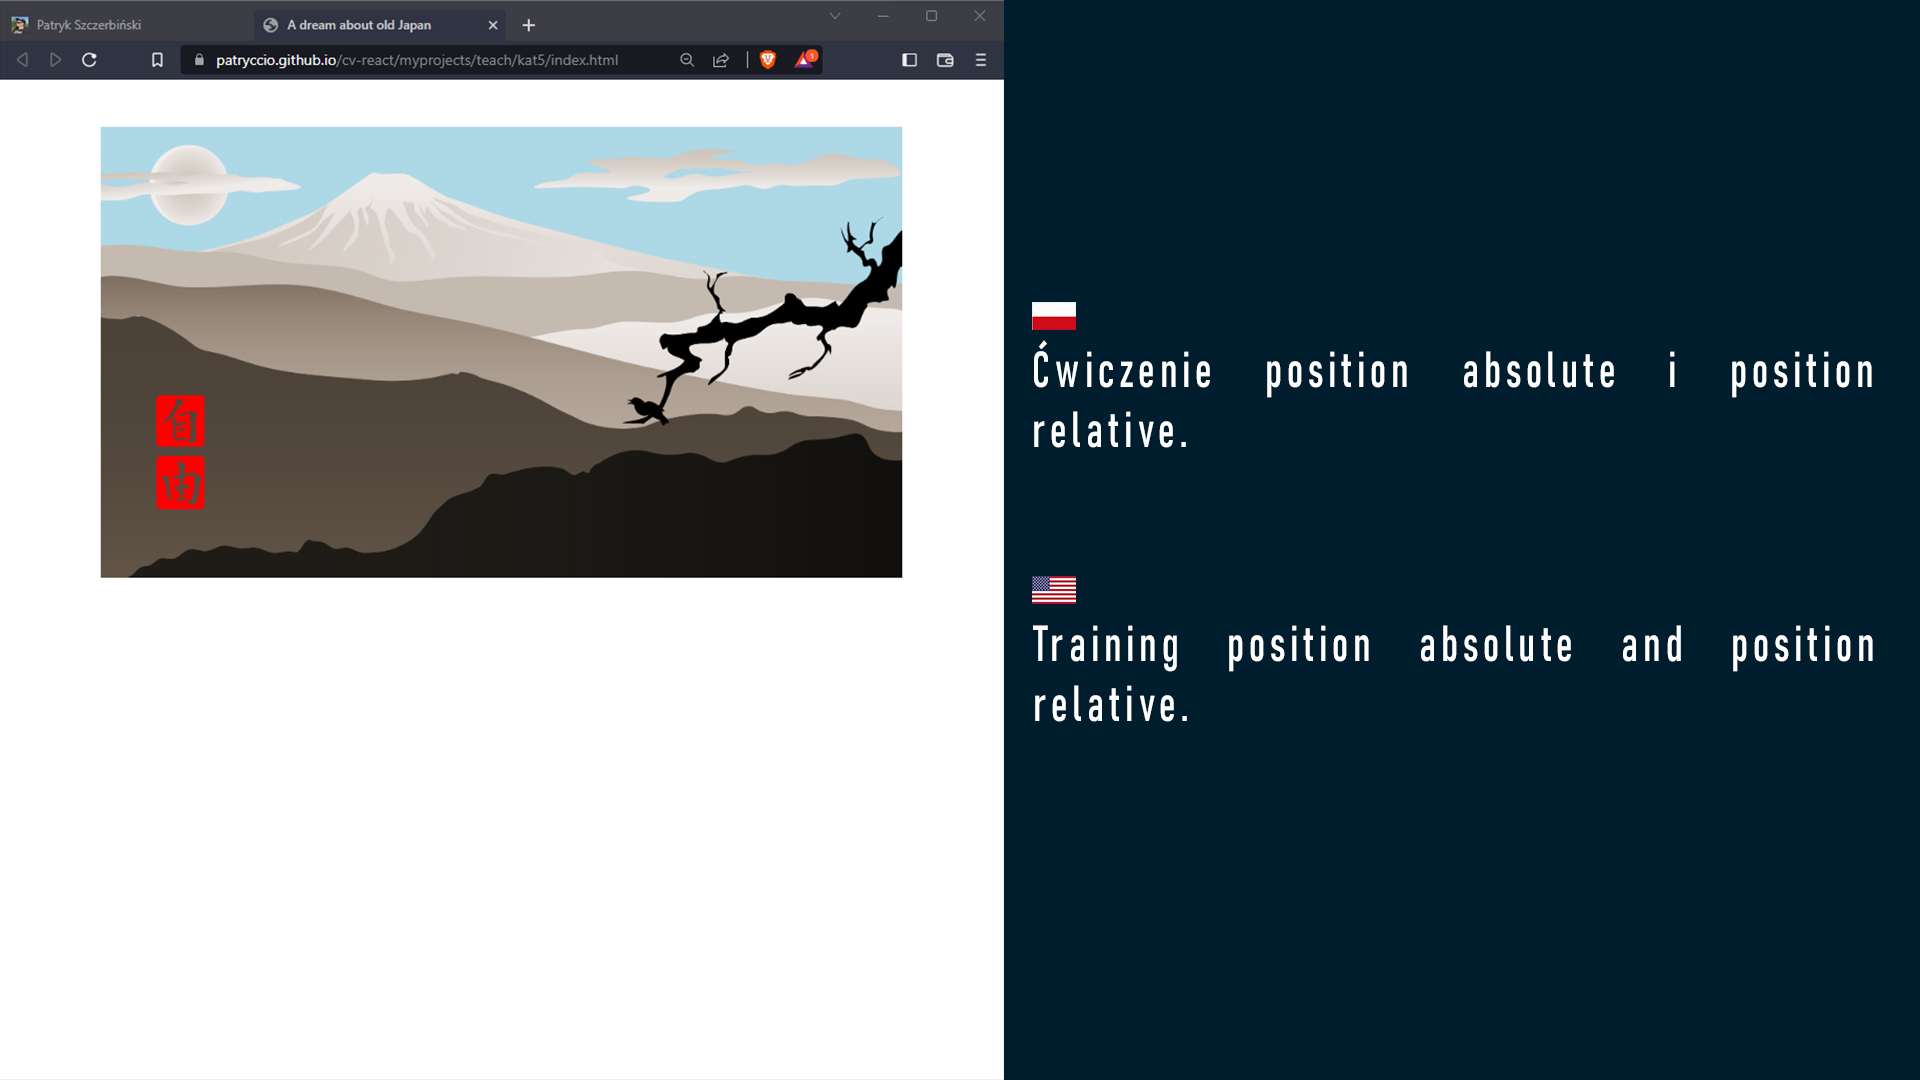 Patryk Szczerbiński
A dream about old Japan
patryccio.github.io/cv-react/myprojects/teach/kat5/index.html
1
自
由
Ćwiczenie position absolute i position
relative.
Training position absolute and position
relative.